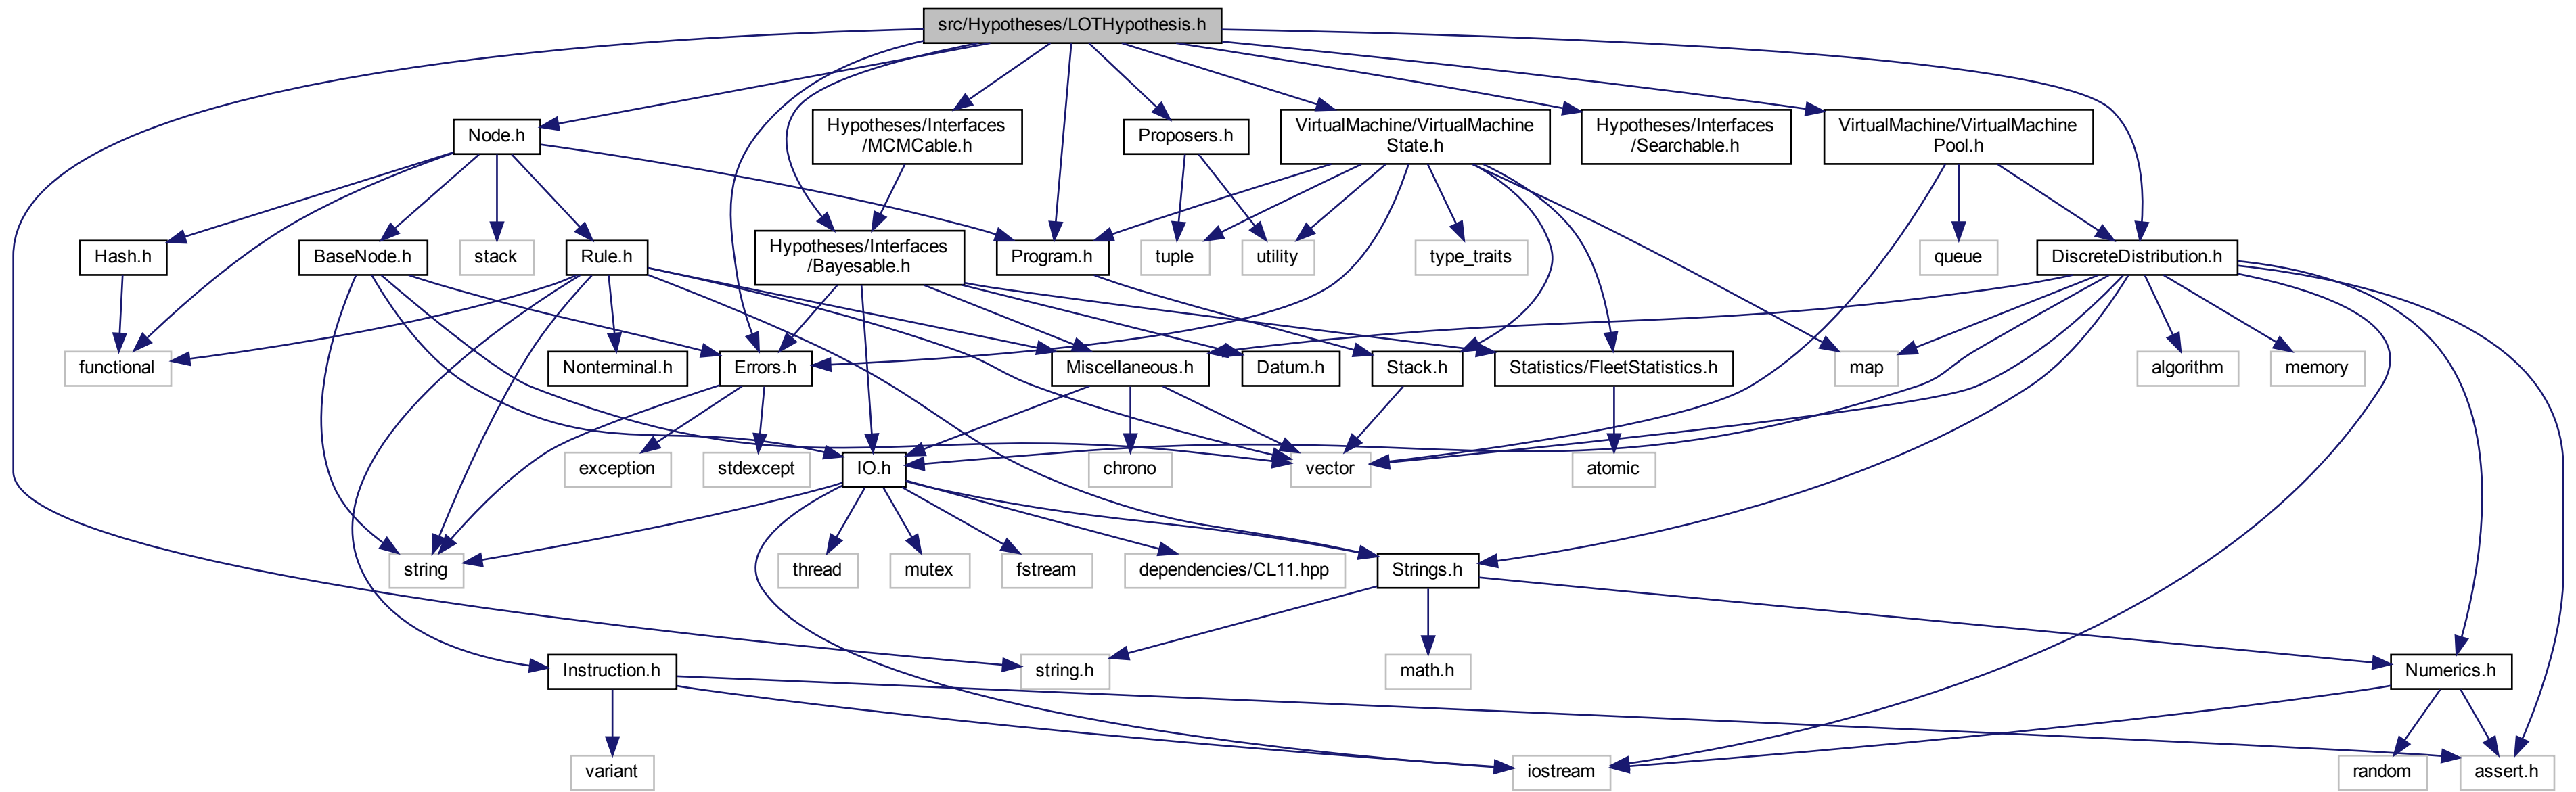 src/Hypotheses/LOTHypothesis.h
Hypotheses/Interfaces
/MCMCable.h
Node.h
Proposers.h
VirtualMachine/VirtualMachine
State.h
Hypotheses/Interfaces
/Searchable.h
VirtualMachine/VirtualMachine
Pool.h
Hash.h
BaseNode.h
stack
Rule.h
Hypotheses/Interfaces
/Bayesable.h
Program.h
tuple
utility
type_traits
queue
DiscreteDistribution.h
functional
Nonterminal.h
Errors.h
Miscellaneous.h
Datum.h
Stack.h
Statistics/FleetStatistics.h
map
algorithm
memory
exception
stdexcept
IO.h
chrono
vector
atomic
string
thread
mutex
fstream
dependencies/CL11.hpp
Strings.h
Instruction.h
string.h
math.h
Numerics.h
variant
iostream
random
assert.h